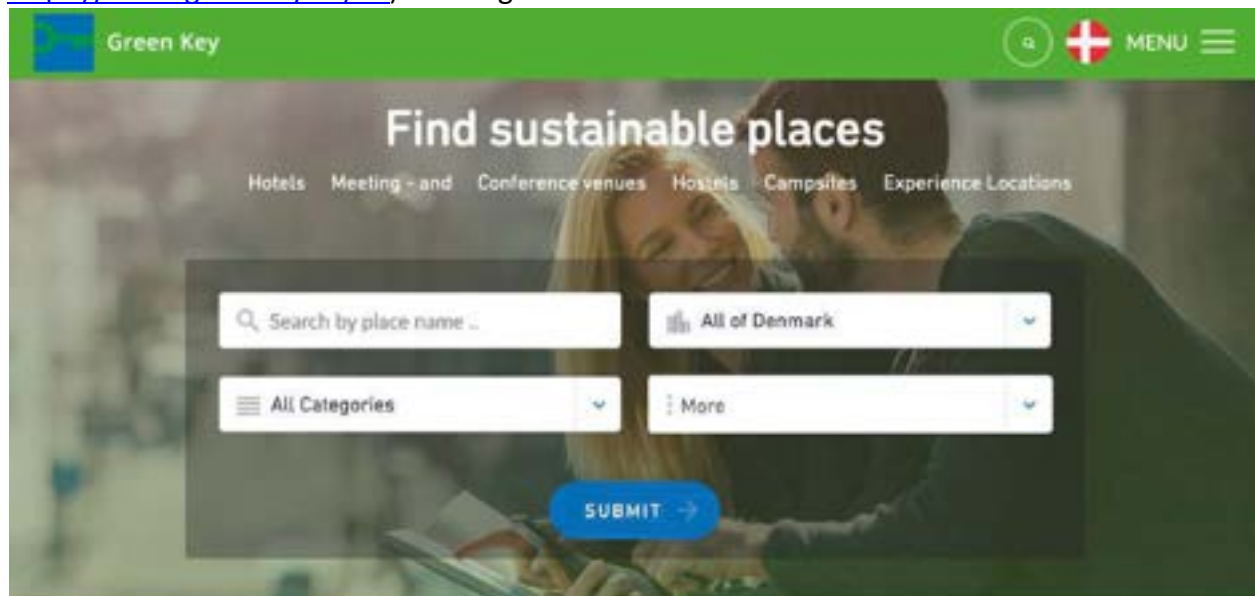 Green Key
MENU
Find sustainable places
Hotels Meeting - and Conference venues Hostels Campsites Experience Locations
Search by place name ..
All of Denmark
All Categories
More
SUBMIT